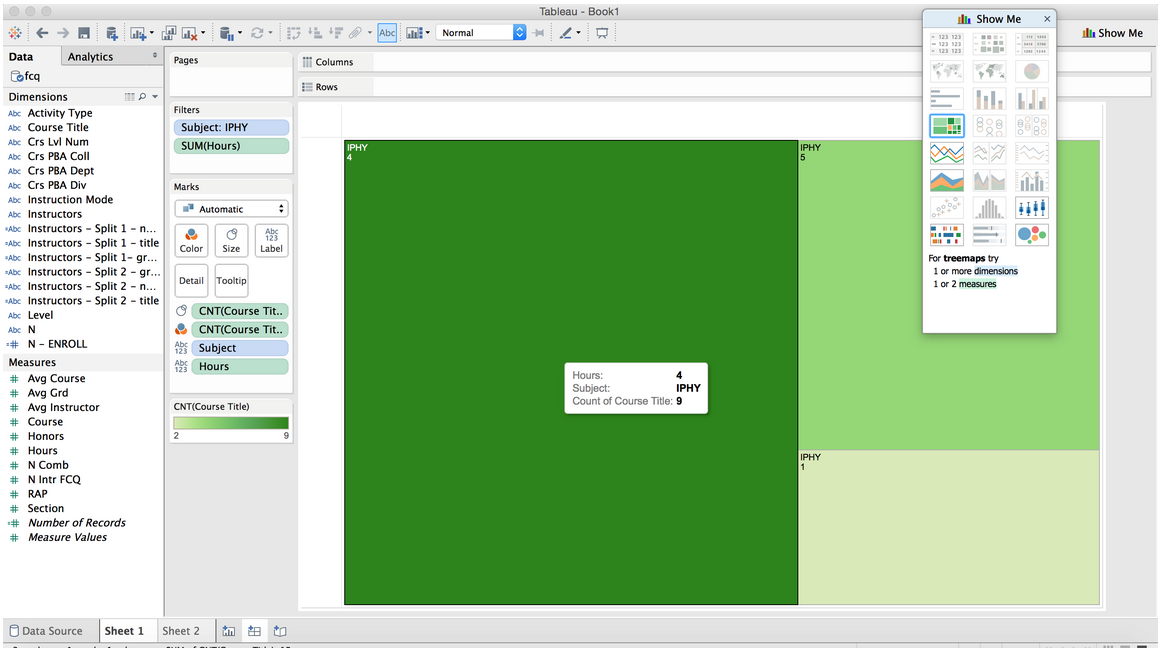 Tableau - Book1
Abc
Normal
Show Me
Show Me
Data
Analytics
fcq
Dimensions
Abc Activity Type
Abc Course Title
Abc Crs Lvl Num
Abc Crs PBA Coll
Abc Crs PBA Dept
Abc Crs PBA Div
Abc Instruction Mode
Abc Instructors
=Abc Instructors - Split 1 - n...
=Abc Instructors - Split 1 - title
=Abc Instructors - Split 1- gr...
=Abc Instructors - Split 2 - gr...
=Abc Instructors - Split 2 - n...
=Abc Instructors - Split 2 - title
Abc Level
Abc N
=# N - ENROLL
Measures
# Avg Course
# Avg Grd
# Avg Instructor
# Course
# Honors
# Hours
# N Comb
# N Intr FCQ
# RAP
# Section
=# Number of Records
# Measure Values
Pages
Filters
Subject: IPHY
SUM(Hours)
Marks
Automatic
Color
Size
Abc
123
Label
Detail
Tooltip
CNT(Course Tit..
CNT(Course Tit..
Abc
123
Subject
Abc
123
Hours
CNT(Course Title)
2 9
Columns
Rows
IPHY
4
IPHY
5
IPHY
1
Hours: 4
Subject: IPHY
Count of Course Title: 9
For treemaps try
1 or more dimensions
1 or 2 measures
Data Source
Sheet 1
Sheet 2